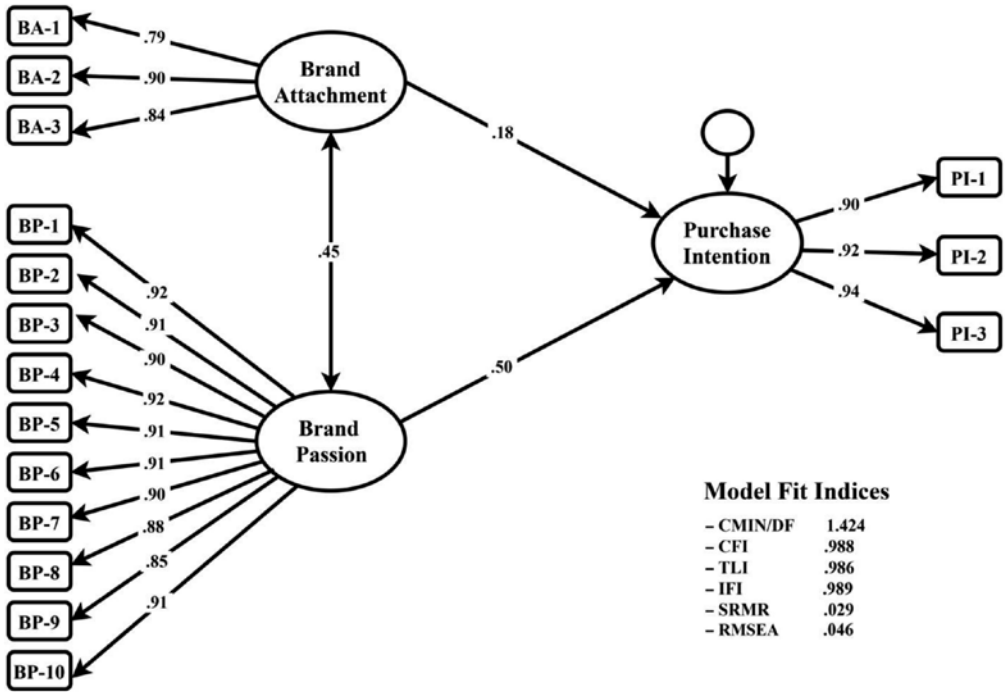 BA-1
BA-2
BA-3
.79
.90
.84
Brand
Attachment
.18
.45
BP-1
BP-2
BP-3
BP-4
BP-5
BP-6
BP-7
BP-8
BP-9
BP-10
.92
.91
.90
.92
.91
.91
.90
.88
.85
.91
Brand
Passion
.50
Purchase
Intention
.90
.92
.94
PI-1
PI-2
PI-3
Model Fit Indices
– CMIN/DF 1.424
– CFI .988
– TLI .986
– IFI .989
– SRMR .029
– RMSEA .046